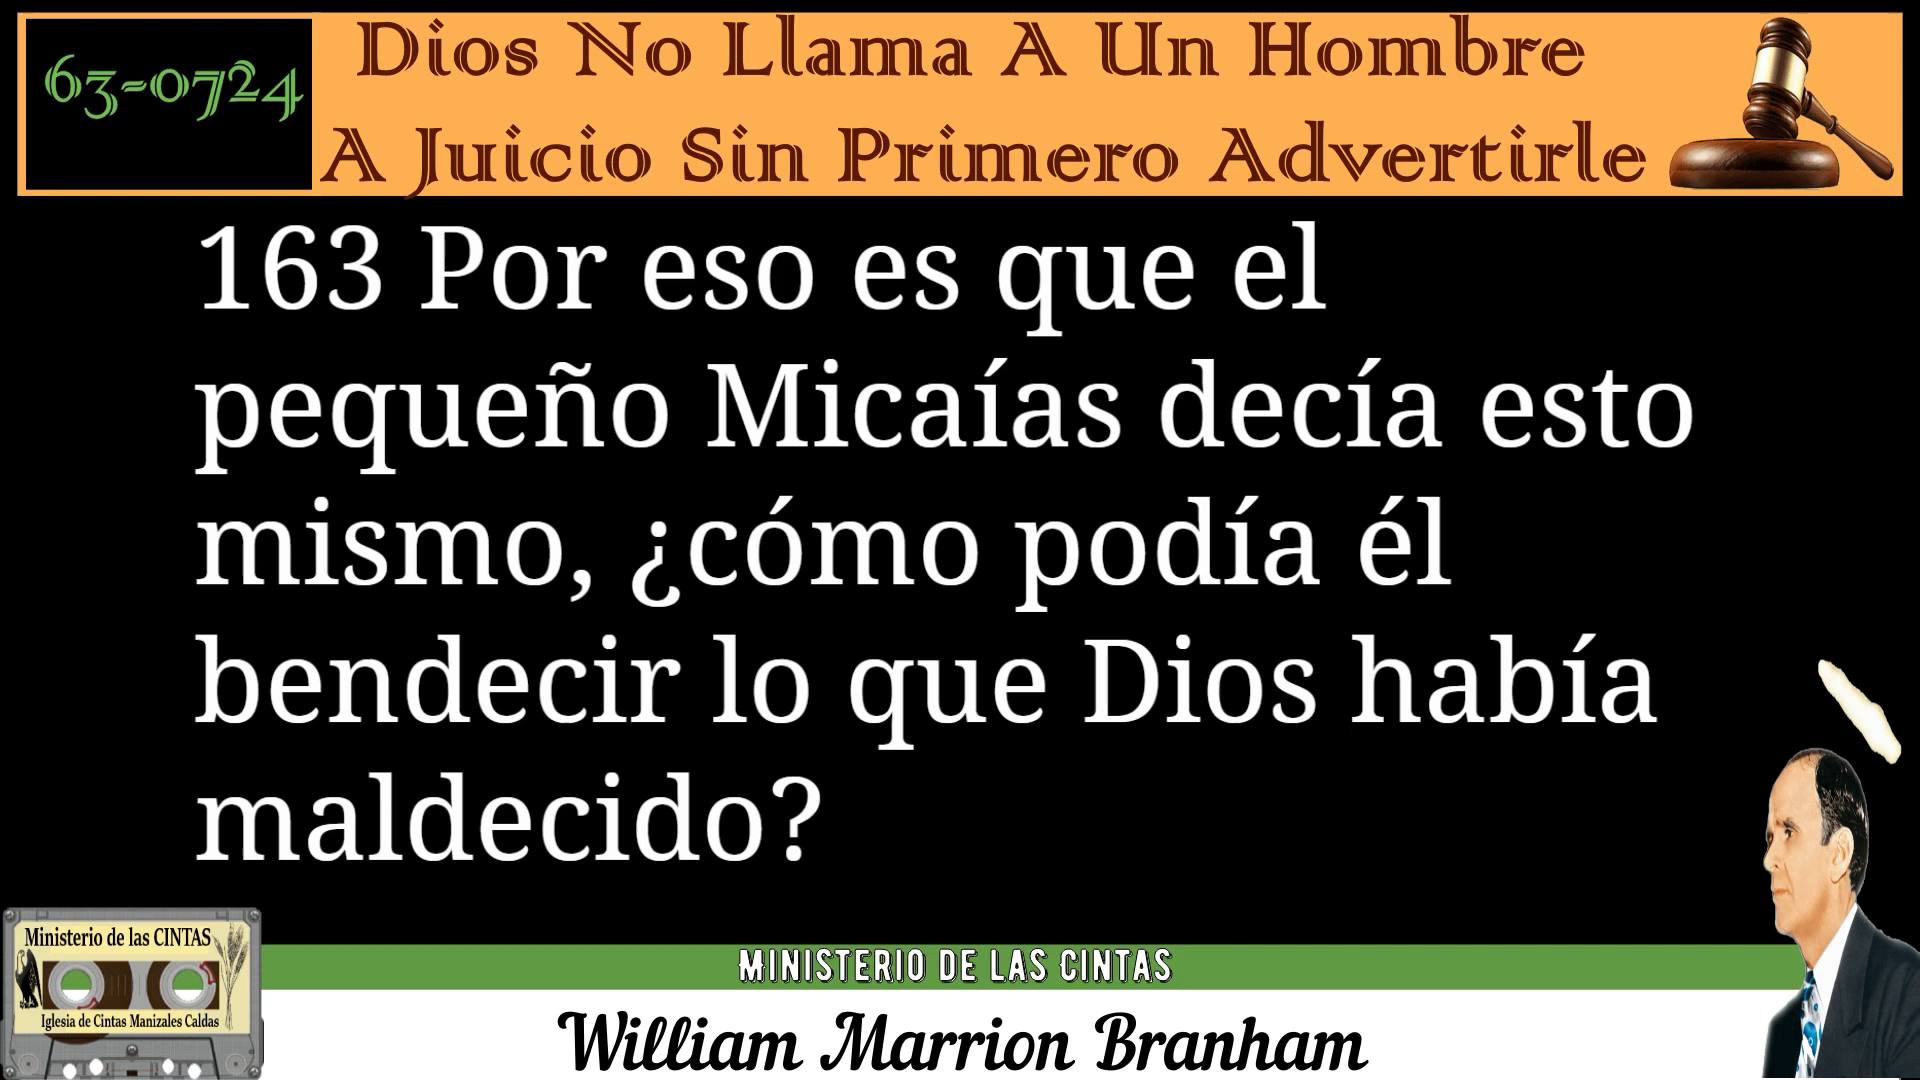 63-0724
Dios No Llama A Un Hombre
A Juicio Sin Primero Advertirle
163 Por eso es que el
pequeño Micaías decía esto
mismo, ¿cómo podía él
bendecir lo que Dios había
maldecido?
Ministerio de las CINTAS
Iglesia de Cintas Manizales Caldas
MINISTERIO DE LAS CINTAS
William Marrion Branham